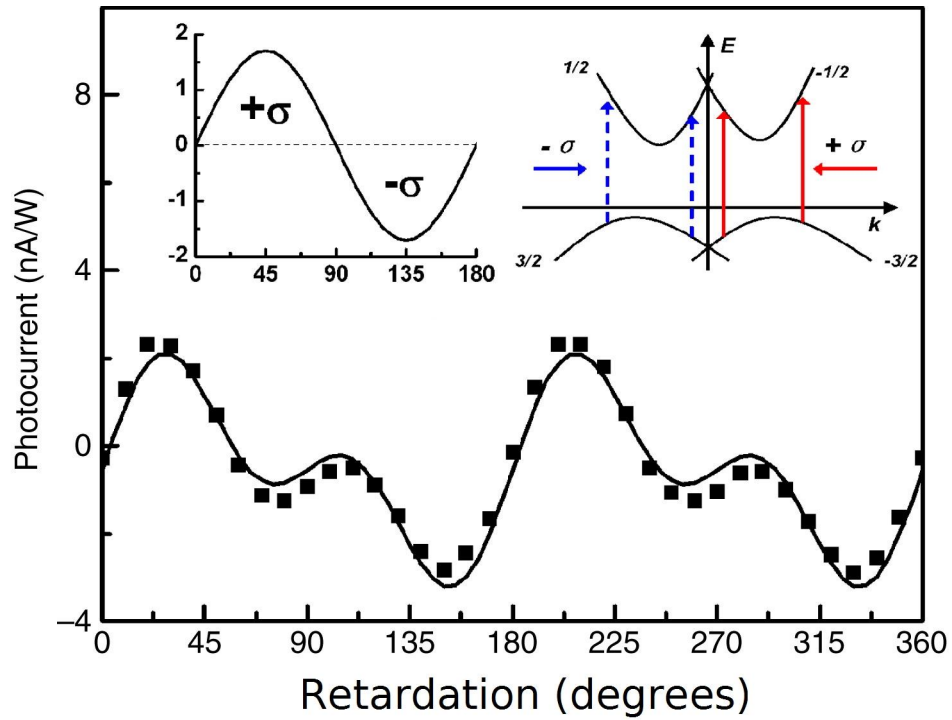 Photocurrent (nA/W)
8
4
0
−4
0 45 90 135 180 225 270 315 360
Retardation (degrees)
2
1
0
-1
-2
+σ
-σ
0 45 90 135 180
E
1/2
-1/2
- σ
+ σ
k
3/2
-3/2